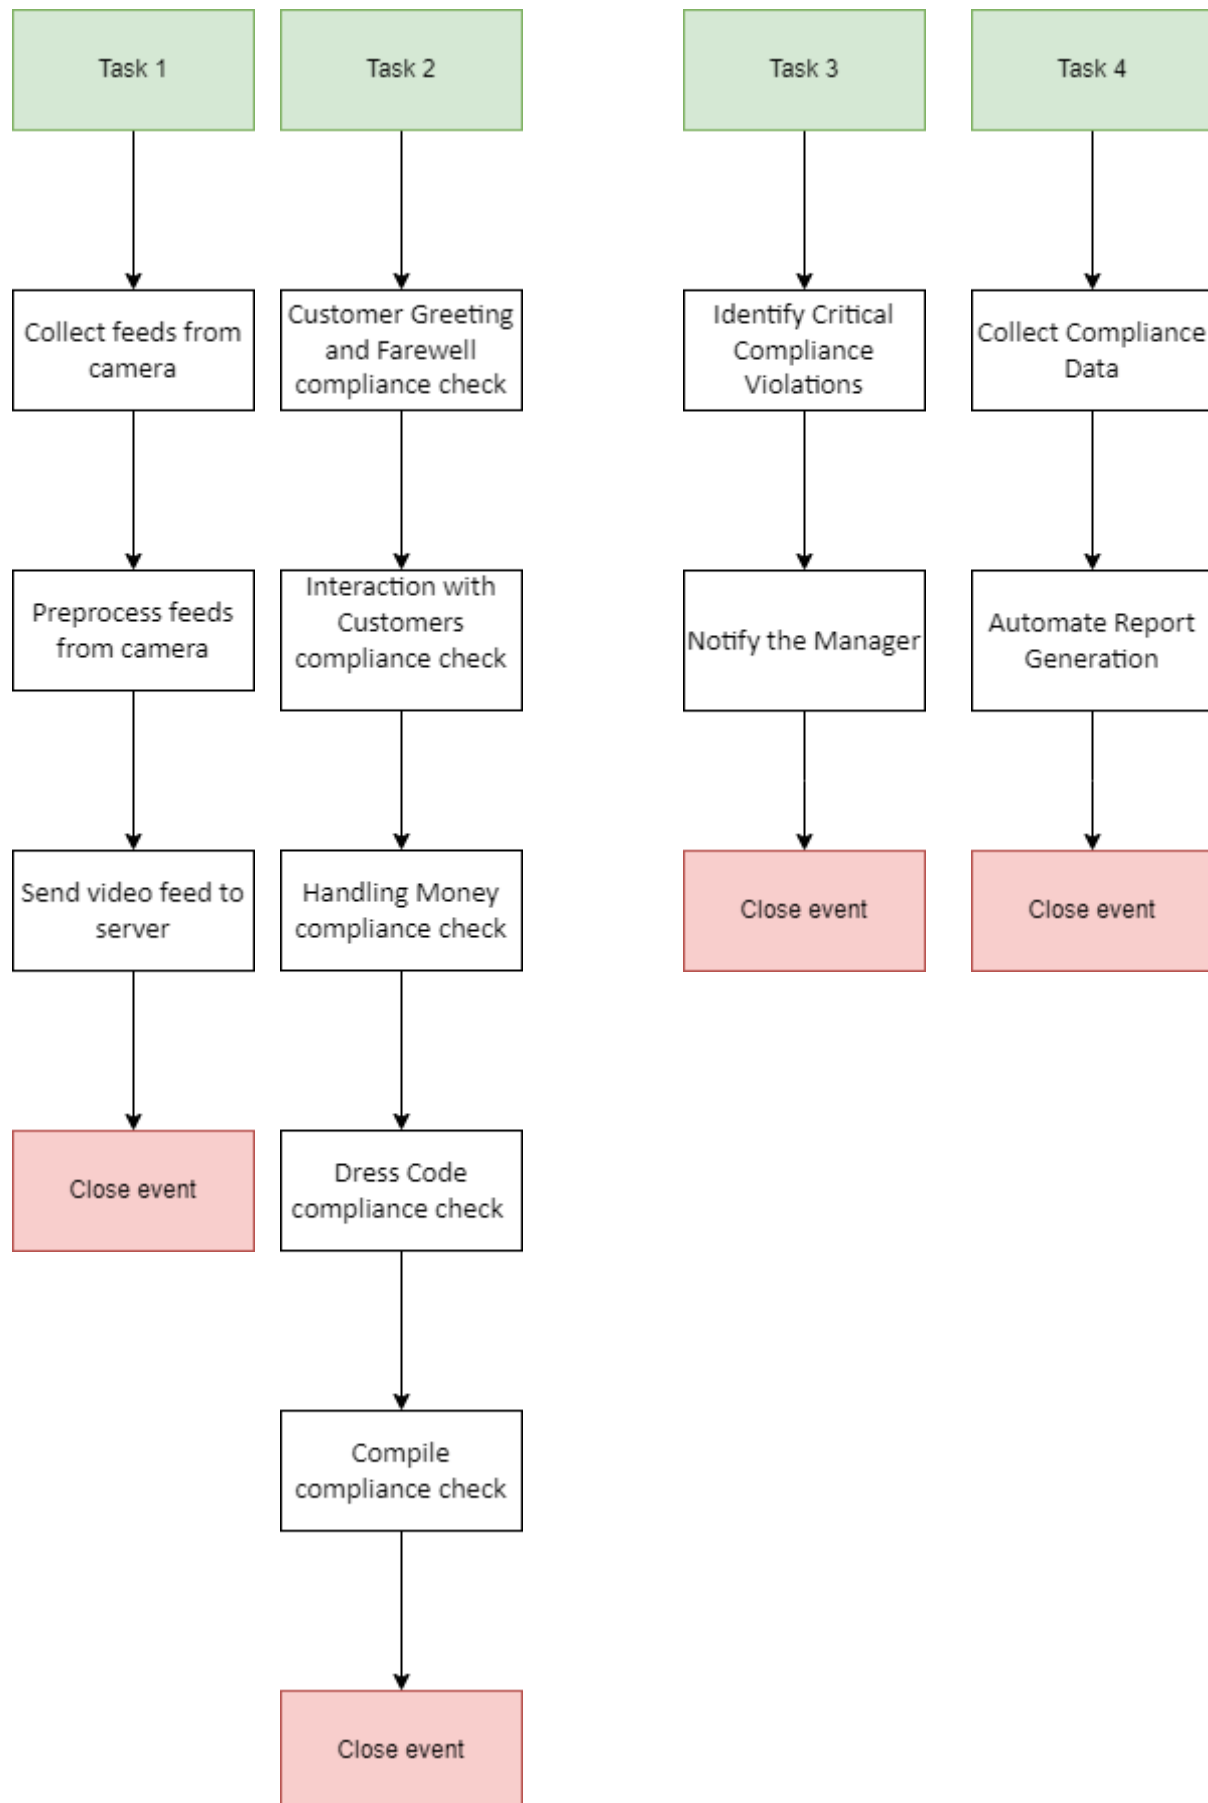 Task 1
Task 2
Task 3
Task 4
Collect feeds from
camera
Customer Greeting
and Farewell
compliance check
Identify Critical
Compliance
Violations
Collect Compliance
Data
Preprocess feeds
from camera
Interaction with
Customers
compliance check
Notify the Manager
Automate Report
Generation
Send video feed to
server
Handling Money
compliance check
Close event
Close event
Close event
Dress Code
compliance check
Compile
compliance check
Close event